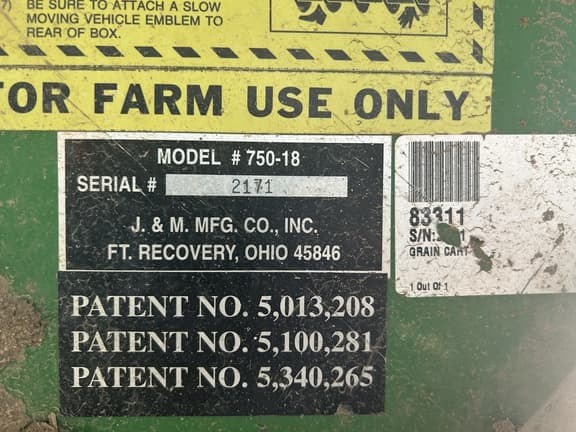 7) BE SURE TO ATTACH A SLOW
MOVING VEHICLE EMBLEM TO
REAR OF BOX.
FOR FARM USE ONLY
MODEL # 750-18
SERIAL # 2171
J. & M. MFG. CO., INC.
FT. RECOVERY, OHIO 45846
PATENT NO. 5,013,208
PATENT NO. 5,100,281
PATENT NO. 5,340,265
83311
S/N:
GRAIN CART
1 Out Of 1